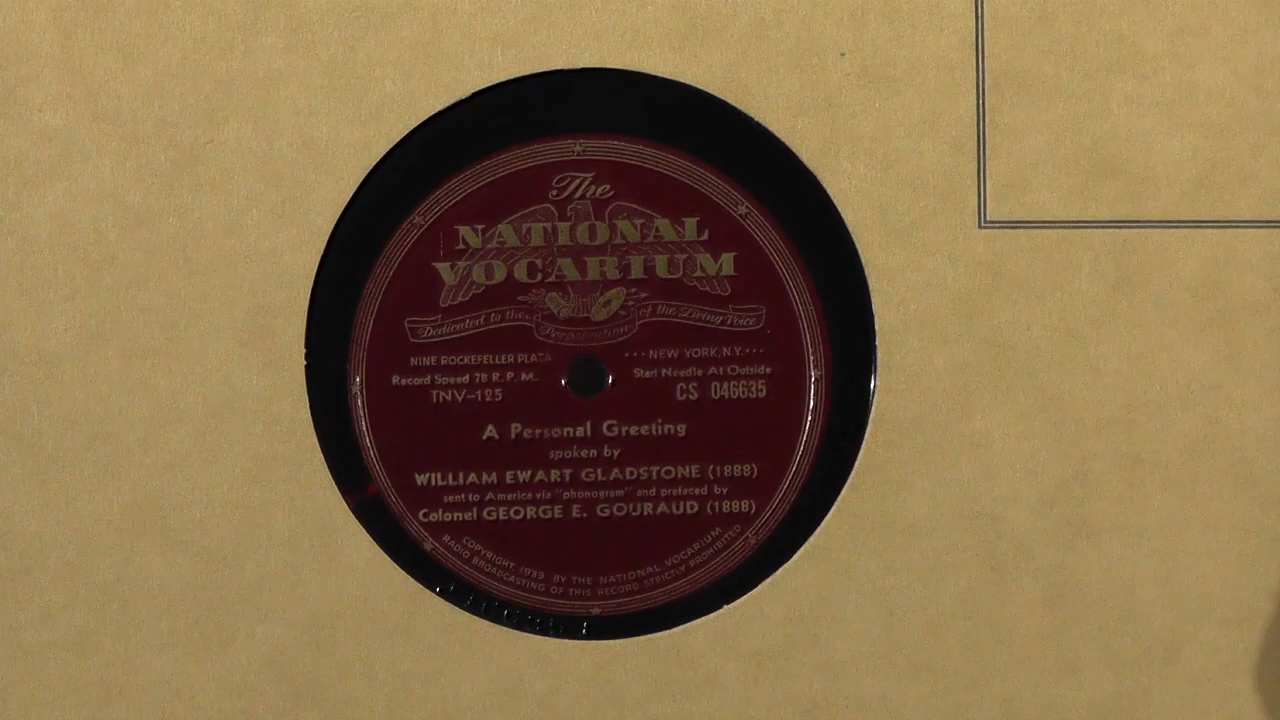 The
NATIONAL
VOCARIUM
Dedicated to the Preservation of the Living Voice
NINE ROCKEFELLER PLAZA ••• NEW YORK, N.Y. •••
Record Speed 78 R.P.M. Start Needle At Outside
TNV-125 CS 046635
A Personal Greeting
spoken by
WILLIAM EWART GLADSTONE (1888)
sent to America via "phonogram" and prefaced by
Colonel GEORGE E. GOURAUD (1888)
COPYRIGHT 1939 BY THE NATIONAL VOCARIUM
RADIO BROADCASTING OF THIS RECORD STRICTLY PROHIBITED